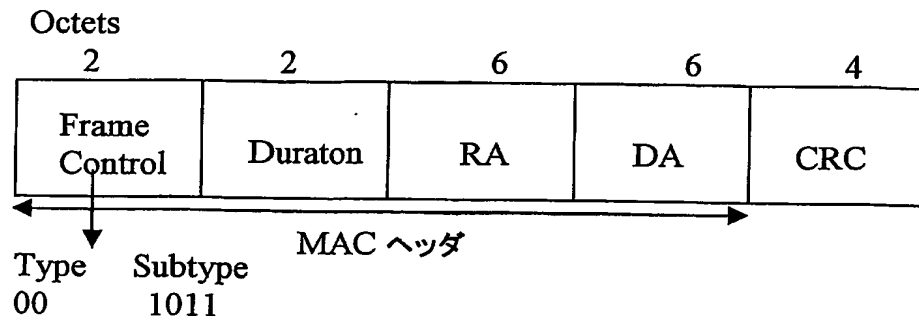 Octets
2 2 6 6 4
Frame Control Duraton RA DA CRC
MAC ヘッダ
Type Subtype
00 1011